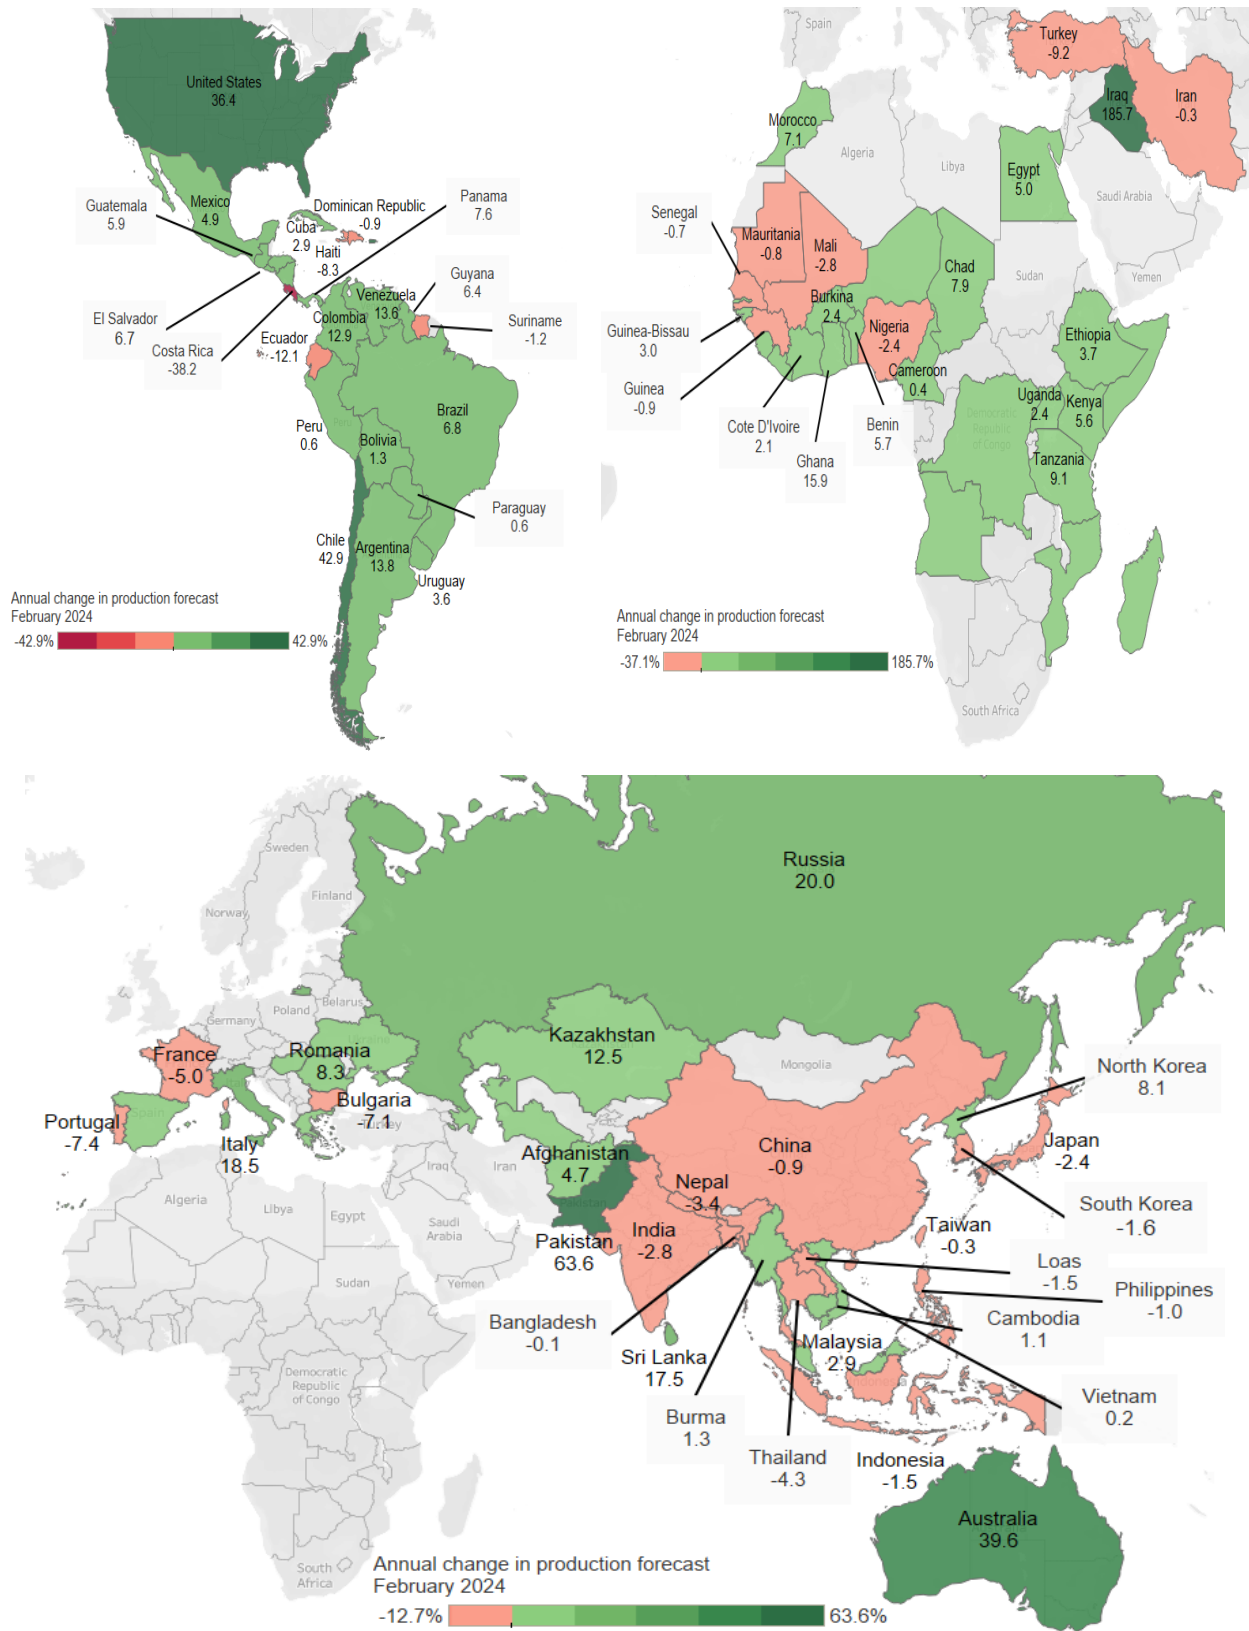 United States
36.4
Mexico
4.9
Guatemala
5.9
Cuba
2.9
Dominican Republic
-0.9
Haiti
-8.3
Panama
7.6
Guyana
6.4
Venezuela
13.6
Suriname
-1.2
El Salvador
6.7
Costa Rica
-38.2
Colombia
12.9
Ecuador
-12.1
Peru
0.6
Peru
Brazil
6.8
Bolivia
1.3
Paraguay
0.6
Chile
42.9
Argentina
13.8
Uruguay
3.6
Annual change in production forecast
February 2024
-42.9% 42.9%
Spain
Turkey
-9.2
Iraq
185.7
Iran
-0.3
Morocco
7.1
Algeria
Libya
Egypt
5.0
Saudi Arabia
Senegal
-0.7
Mauritania
-0.8
Mali
-2.8
Chad
7.9
Sudan
Yemen
Burkina
2.4
Guinea-Bissau
3.0
Nigeria
-2.4
Ethiopia
3.7
Guinea
-0.9
Cameroon
0.4
Cote D'Ivoire
2.1
Benin
5.7
Ghana
15.9
Uganda
2.4
Kenya
5.6
Democratic
Republic
of Congo
Tanzania
9.1
South Africa
Annual change in production forecast
February 2024
-37.1% 185.7%
Sweden
Finland
Norway
Russia
20.0
Belarus
Poland
Germany
Ukraine
France
-5.0
Romania
8.3
Kazakhstan
12.5
Mongolia
North Korea
8.1
Portugal
-7.4
Spain
Italy
18.5
Bulgaria
-7.1
Turkey
China
-0.9
Japan
-2.4
Afghanistan
4.7
Iraq
Iran
Nepal
-3.4
South Korea
-1.6
Algeria
Libya
Egypt
Saudi
Arabia
Pakistan
Pakistan
63.6
India
-2.8
Taiwan
-0.3
Loas
-1.5
Philippines
-1.0
Sudan
Yemen
Bangladesh
-0.1
Cambodia
1.1
Sri Lanka
17.5
Malaysia
2.9
Indonesia
Vietnam
0.2
Burma
1.3
Thailand
-4.3
Indonesia
-1.5
Democratic
Republic
of Congo
Australia
39.6
South
Africa
Annual change in production forecast
February 2024
-12.7% 63.6%